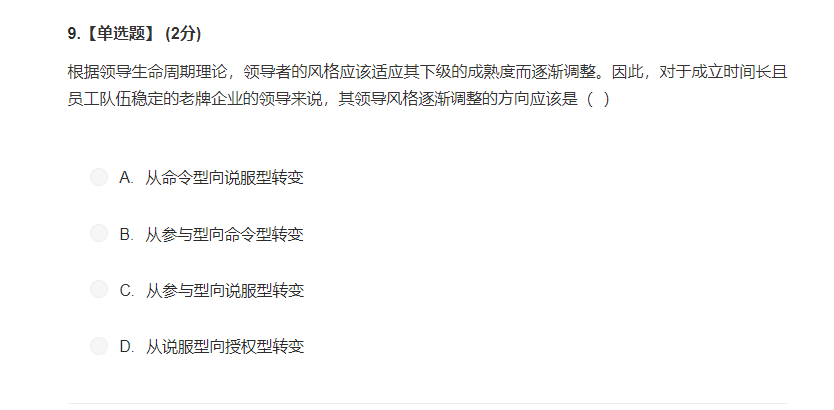 9.【单选题】 (2分)
根据领导生命周期理论，领导者的风格应该适应其下级的成熟度而逐渐调整。因此，对于成立时间长且
员工队伍稳定的老牌企业的领导来说，其领导风格逐渐调整的方向应该是（ ）
A. 从命令型向说服型转变
B. 从参与型向命令型转变
C. 从参与型向说服型转变
D. 从说服型向授权型转变